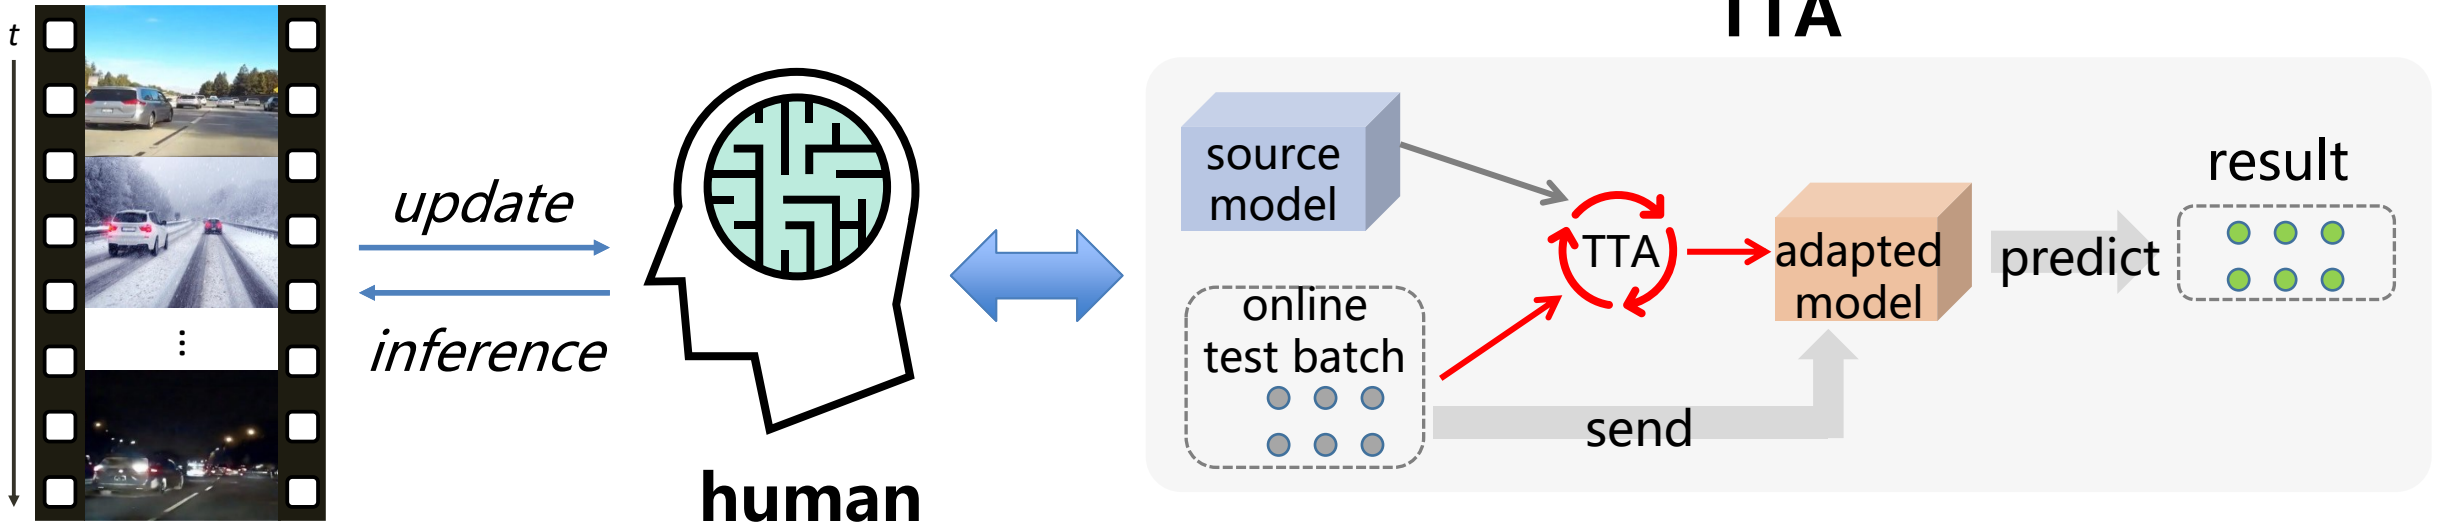 t
update
inference
⋮
human
TTA
source
model
online
test batch
TTA
adapted
model
send
predict
result